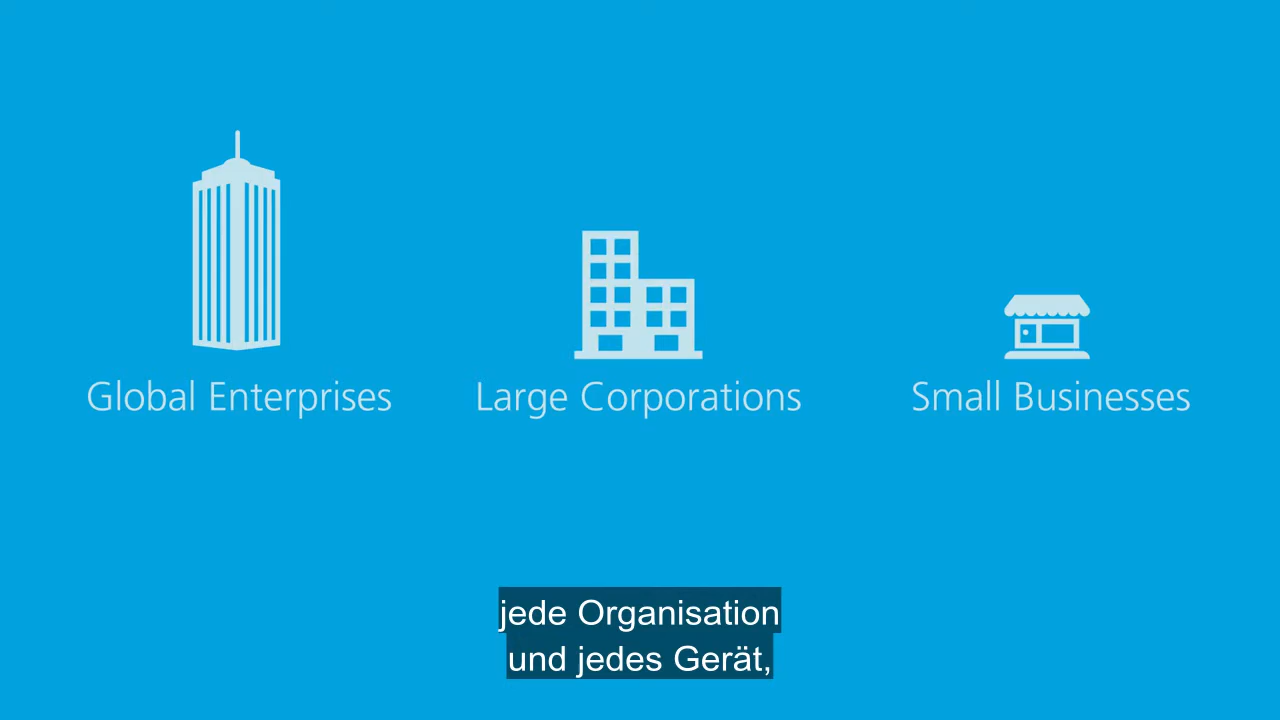 Global Enterprises
Large Corporations
Small Businesses
jede Organisation
und jedes Gerät,